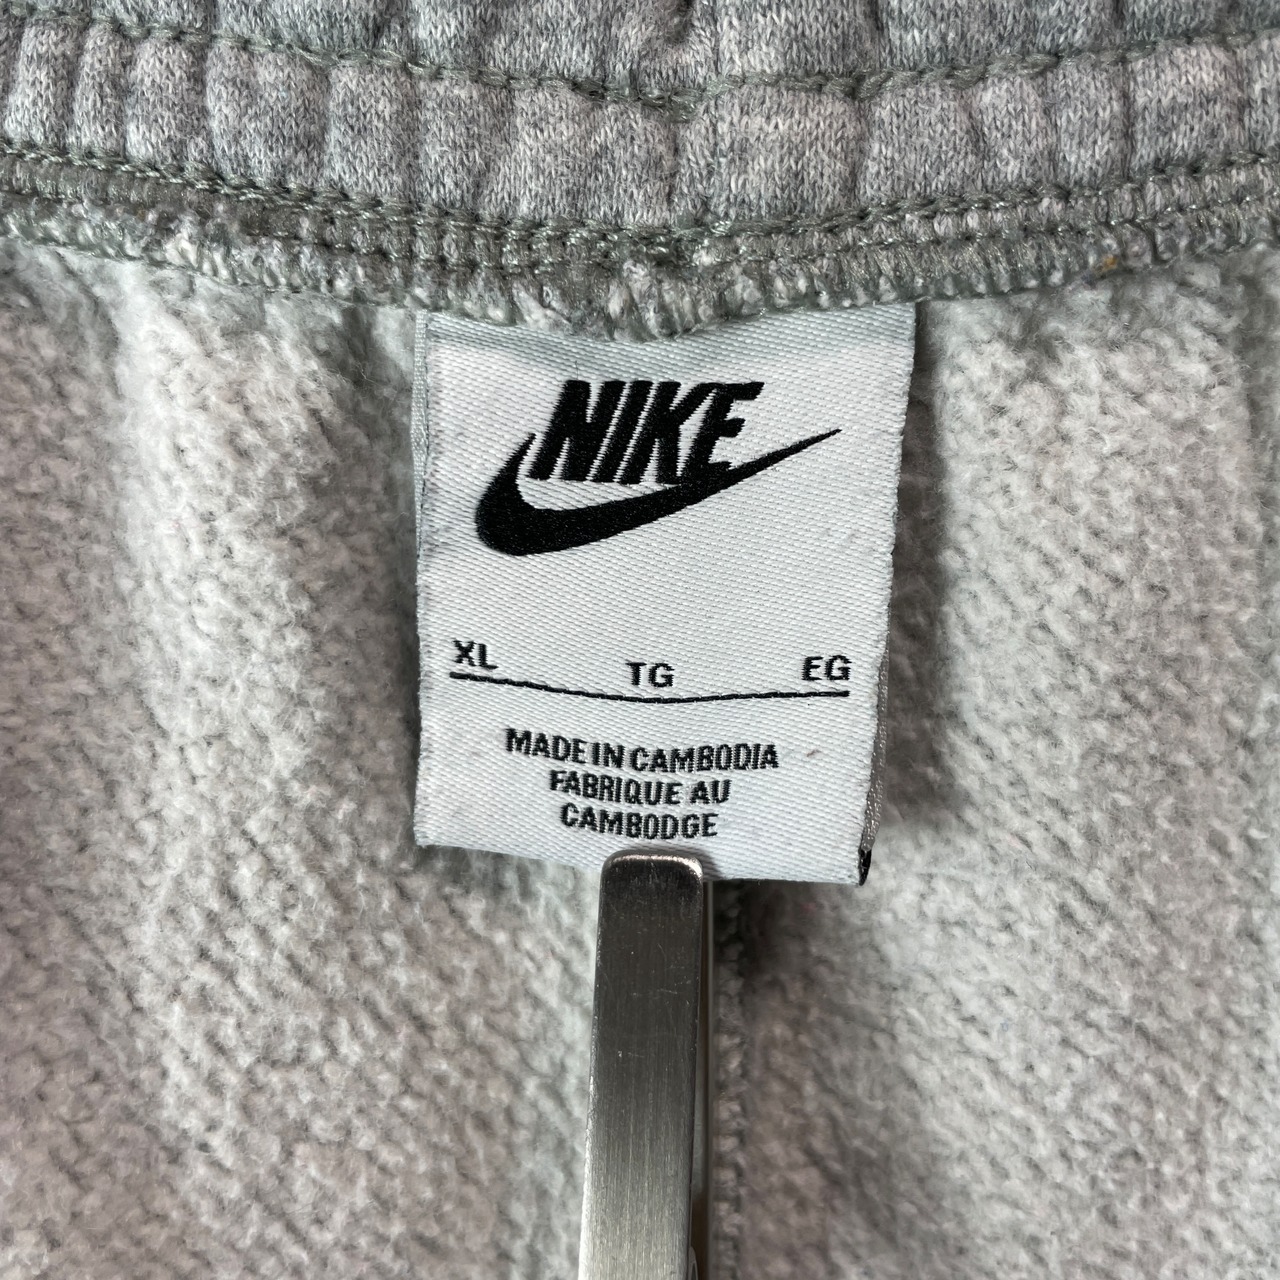 NIKE
XL TG EG
MADE IN CAMBODIA
FABRIQUE AU
CAMBODGE